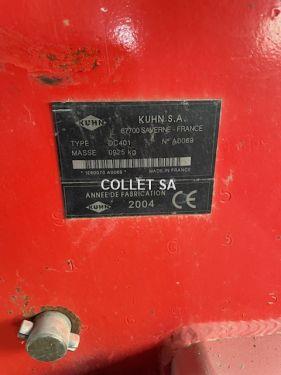 KUHN
KUHN S.A.
67700 SAVERNE - FRANCE
TYPE DC401 N° A0069
MASSE 0925 kg
MADE IN FRANCE
COLLET SA
KUHN
ANNEE DE FABRICATION
2004 CE